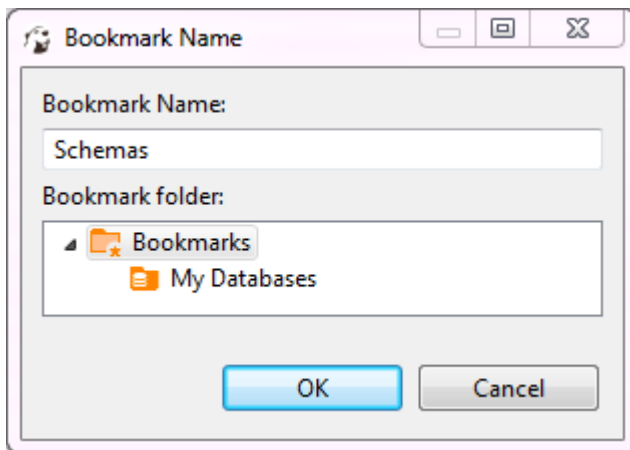 Bookmark Name
Bookmark Name:
Schemas
Bookmark folder:
Bookmarks
My Databases
OK Cancel